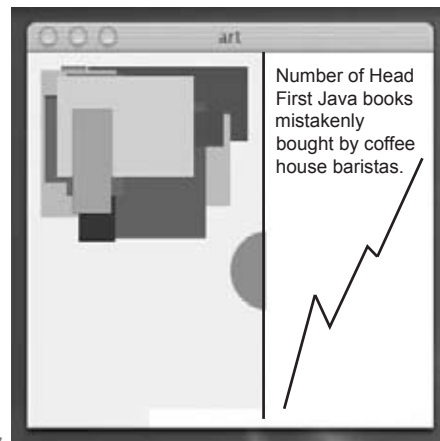 art
Number of Head
First Java books
mistakenly
bought by coffee
house baristas.